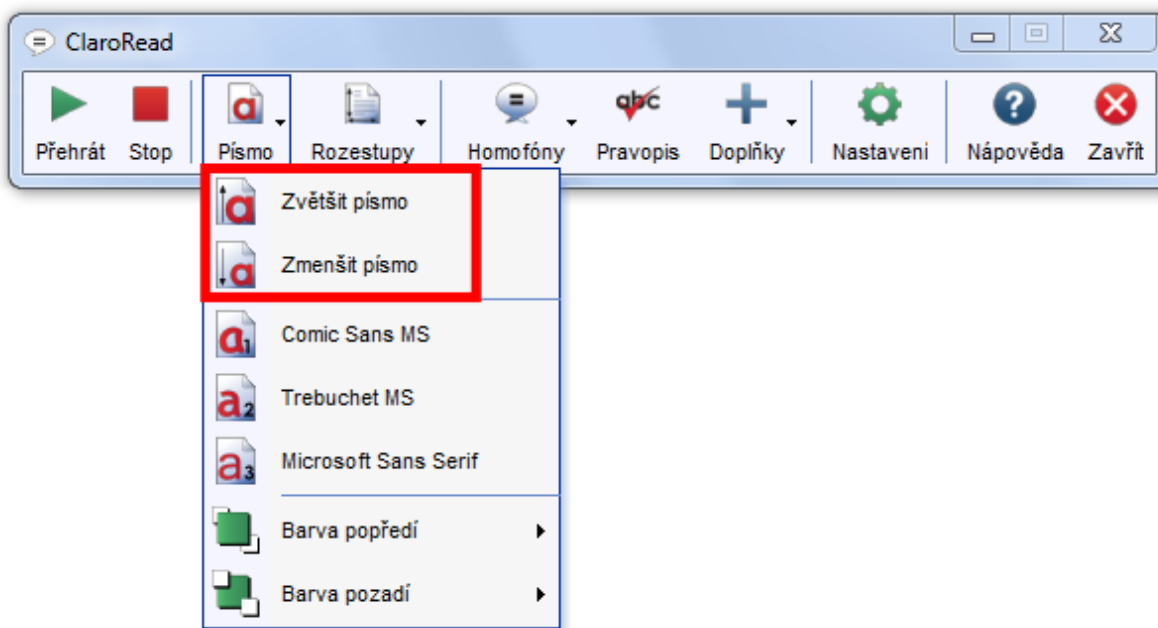 ClaroRead
Přehrát Stop Písmo Rozestupy Homofóny Pravopis Doplňky Nastaveni Nápověda Zavřít
Zvětšit písmo
Zmenšit písmo
Comic Sans MS
Trebuchet MS
Microsoft Sans Serif
Barva popředí
Barva pozadí